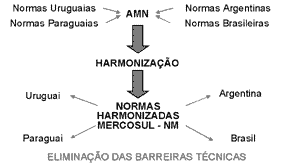 Normas Uruguaias
AMN
Normas Argentinas
Normas Paraguaias
Normas Brasileiras
HARMONIZAÇÃO
Uruguai
Argentina
NORMAS
HARMONIZADAS
MERCOSUL - NM
Paraguai
Brasil
ELIMINAÇÃO DAS BARREIRAS TÉCNICAS